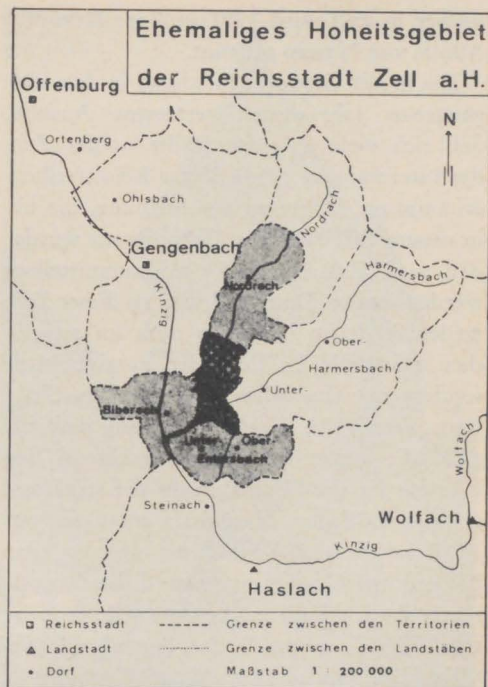 Ehemaliges Hoheitsgebiet
der Reichsstadt Zell a.H.
Offenburg
Ortenberg
N
Ohlsbach
Nordrach
Gengenbach
Harmersbach
Kinzig
Nordrach
Ober-
Harmersbach
Unter-
Biberach
Unter-
Ober-
Entersbach
Wolfach
Steinach
Wolfach
Kinzig
Haslach
Reichsstadt
Grenze zwischen den Territorien
Landstadt
Grenze zwischen den Landstäben
Dorf
Maßstab 1 : 200 000